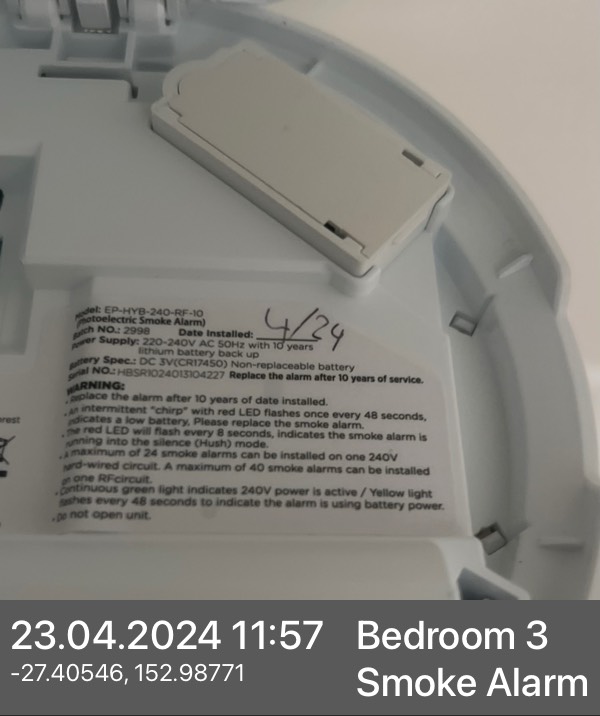 Model: EP-HYB-240-RF-10
(Photoelectric Smoke Alarm)
Batch NO.: 2998 Date Installed: 4/24
Power Supply: 220-240V AC 50Hz with 10 years
lithium battery back up
Battery Spec.: DC 3V(CR17450) Non-replaceable battery
Serial NO.: HBSR1024013104227 Replace the alarm after 10 years of service.
WARNING:
• Replace the alarm after 10 years of date installed.
• An intermittent "chirp" with red LED flashes once every 48 seconds,
indicates a low battery. Please replace the smoke alarm.
• The red LED will flash every 8 seconds, indicates the smoke alarm is
running into the silence (Hush) mode.
• A maximum of 24 smoke alarms can be installed on one 240V
hard-wired circuit. A maximum of 40 smoke alarms can be installed
on one RFcircuit.
• Continuous green light indicates 240V power is active / Yellow light
flashes every 48 seconds to indicate the alarm is using battery power.
• Do not open unit.
23.04.2024 11:57
-27.40546, 152.98771
Bedroom 3
Smoke Alarm